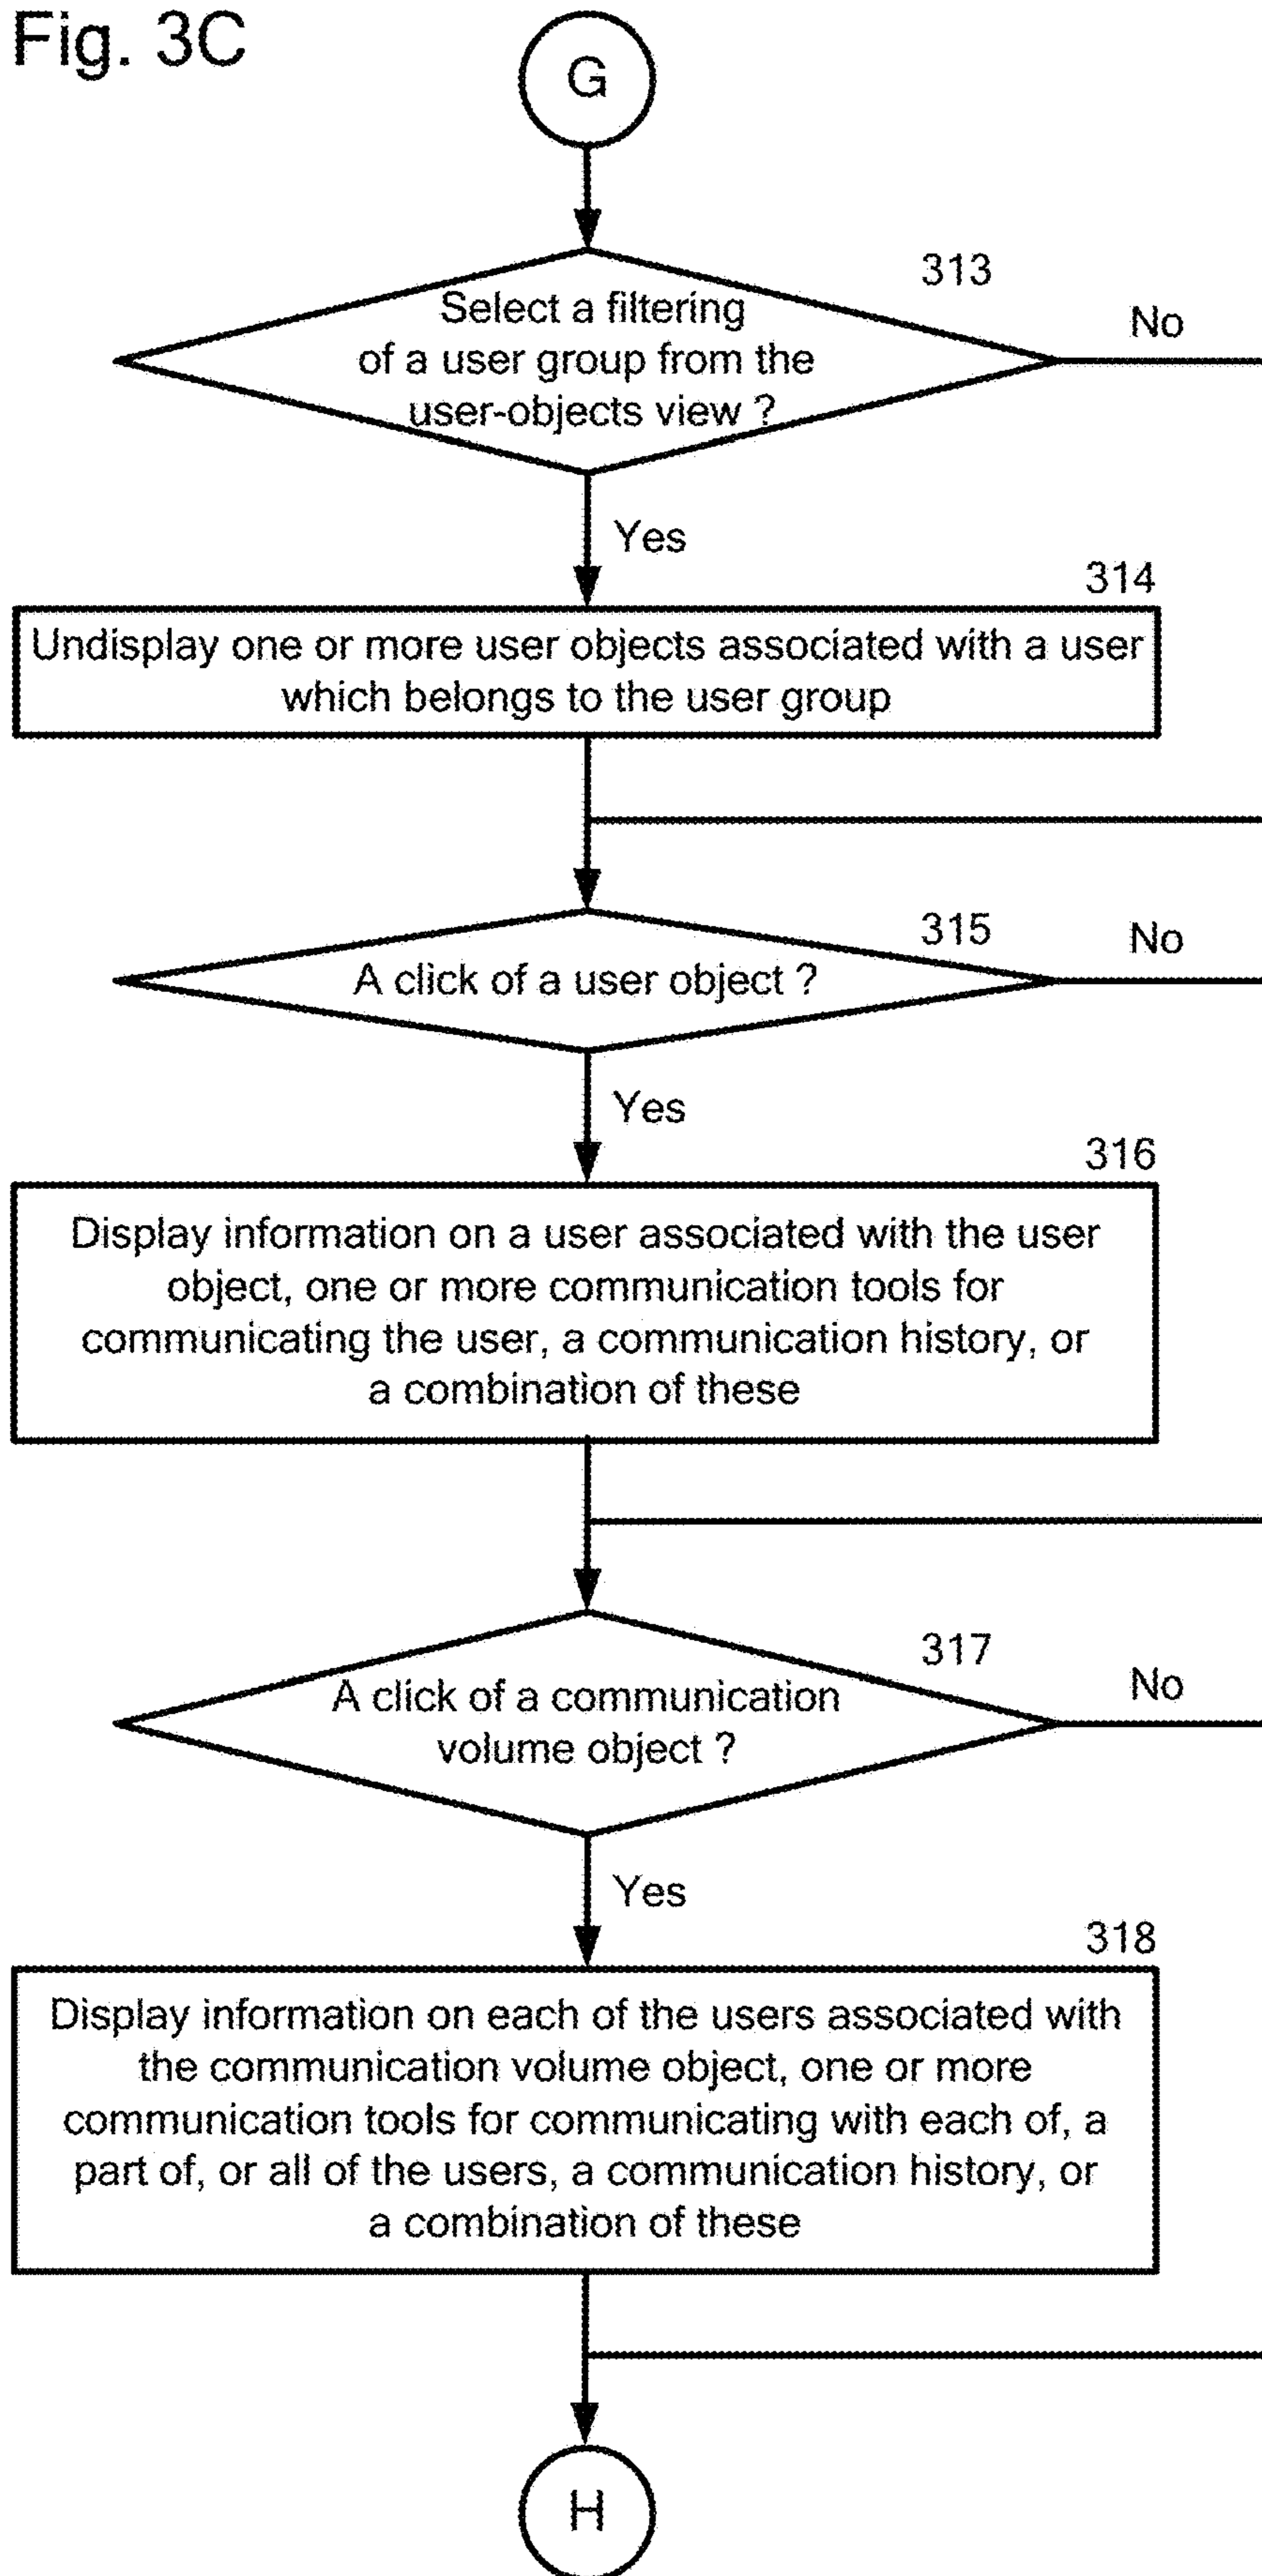 Fig. 3C
G
313
No
Select a filtering
of a user group from the
user-objects view ?
Yes
314
Undisplay one or more user objects associated with a user
which belongs to the user group
315
No
A click of a user object ?
Yes
316
Display information on a user associated with the user
object, one or more communication tools for
communicating the user, a communication history, or
a combination of these
317
No
A click of a communication
volume object ?
Yes
318
Display information on each of the users associated with
the communication volume object, one or more
communication tools for communicating with each of, a
part of, or all of the users, a communication history, or
a combination of these
H